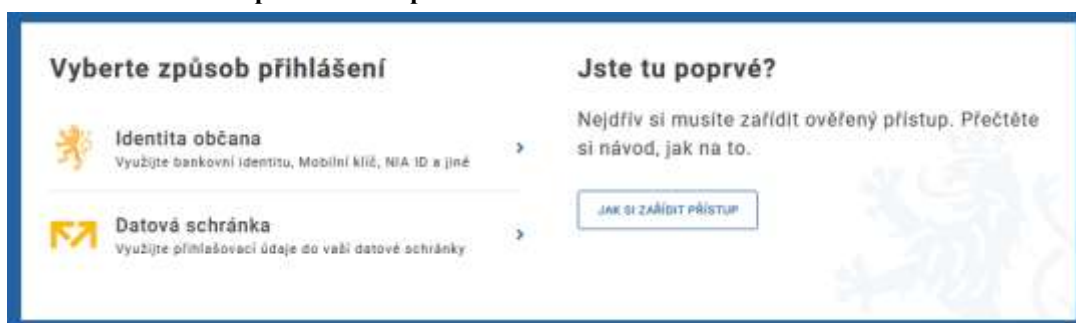 Vyberte způsob přihlášení
Identita občana
Využijte bankovní identitu, Mobilní klíč, NIA ID a jiné
Datová schránka
Využijte přihlašovací údaje do vaší datové schránky
Jste tu poprvé?
Nejdřív si musíte zařídit ověřený přístup. Přečtěte
si návod, jak na to.
JAK SI ZAŘÍDIT PŘÍSTUP